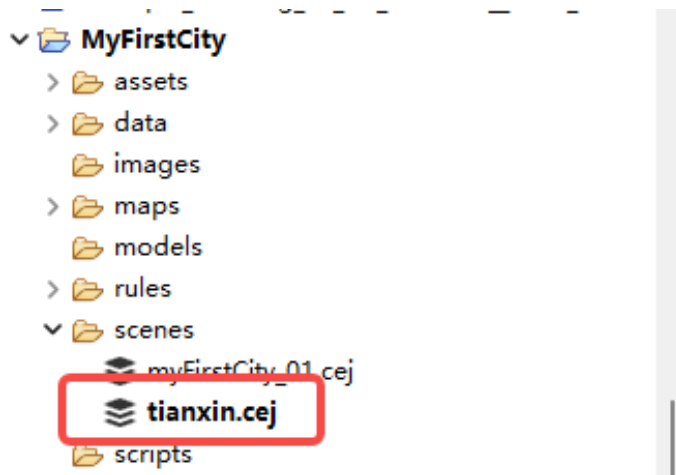 MyFirstCity
assets
data
images
maps
models
rules
scenes
myFirstCity_01.cej
tianxin.cej
scripts